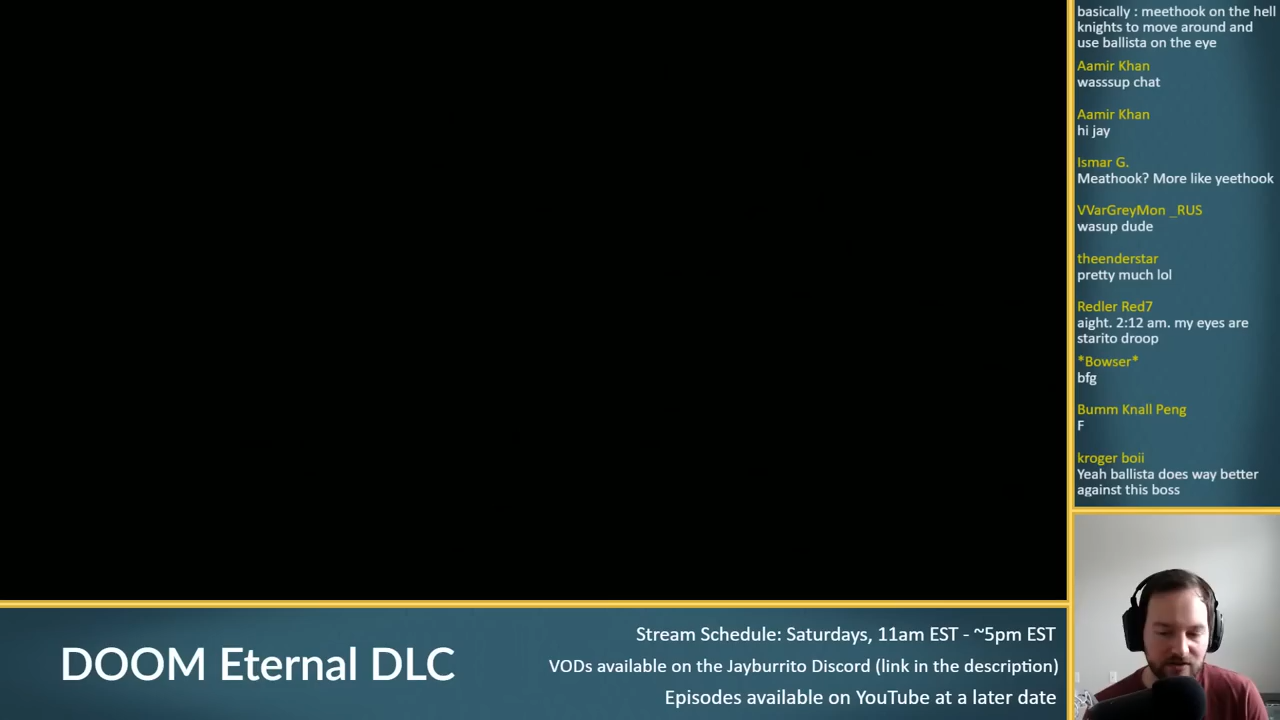 basically : meethook on the hell
knights to move around and
use ballista on the eye
Aamir Khan
wasssup chat
Aamir Khan
hi jay
Ismar G.
Meathook? More like yeethook
VVarGreyMon _RUS
wasup dude
theenderstar
pretty much lol
Redler Red7
aight. 2:12 am. my eyes are
starito droop
*Bowser*
bfg
Bumm Knall Peng
F
kroger boii
Yeah ballista does way better
against this boss
DOOM Eternal DLC
Stream Schedule: Saturdays, 11am EST - ~5pm EST
VODs available on the Jayburrito Discord (link in the description)
Episodes available on YouTube at a later date